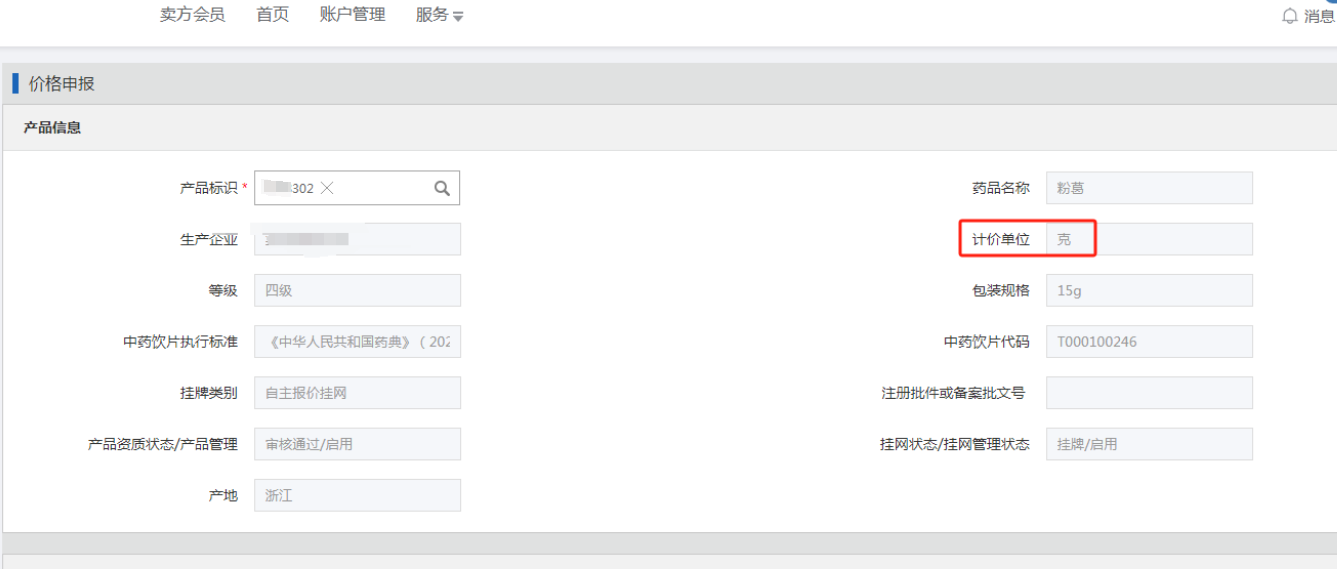 卖方会员 首页 账户管理 服务 消息
价格申报
产品信息
产品标识 * 302 药品名称 粉葛
生产企业 计价单位 克
等级 四级 包装规格 15g
中药饮片执行标准 《中华人民共和国药典》（202 中药饮片代码 T000100246
挂牌类别 自主报价挂网 注册批件或备案批文号
产品资质状态/产品管理 审核通过/启用 挂网状态/挂网管理状态 挂牌/启用
产地 浙江